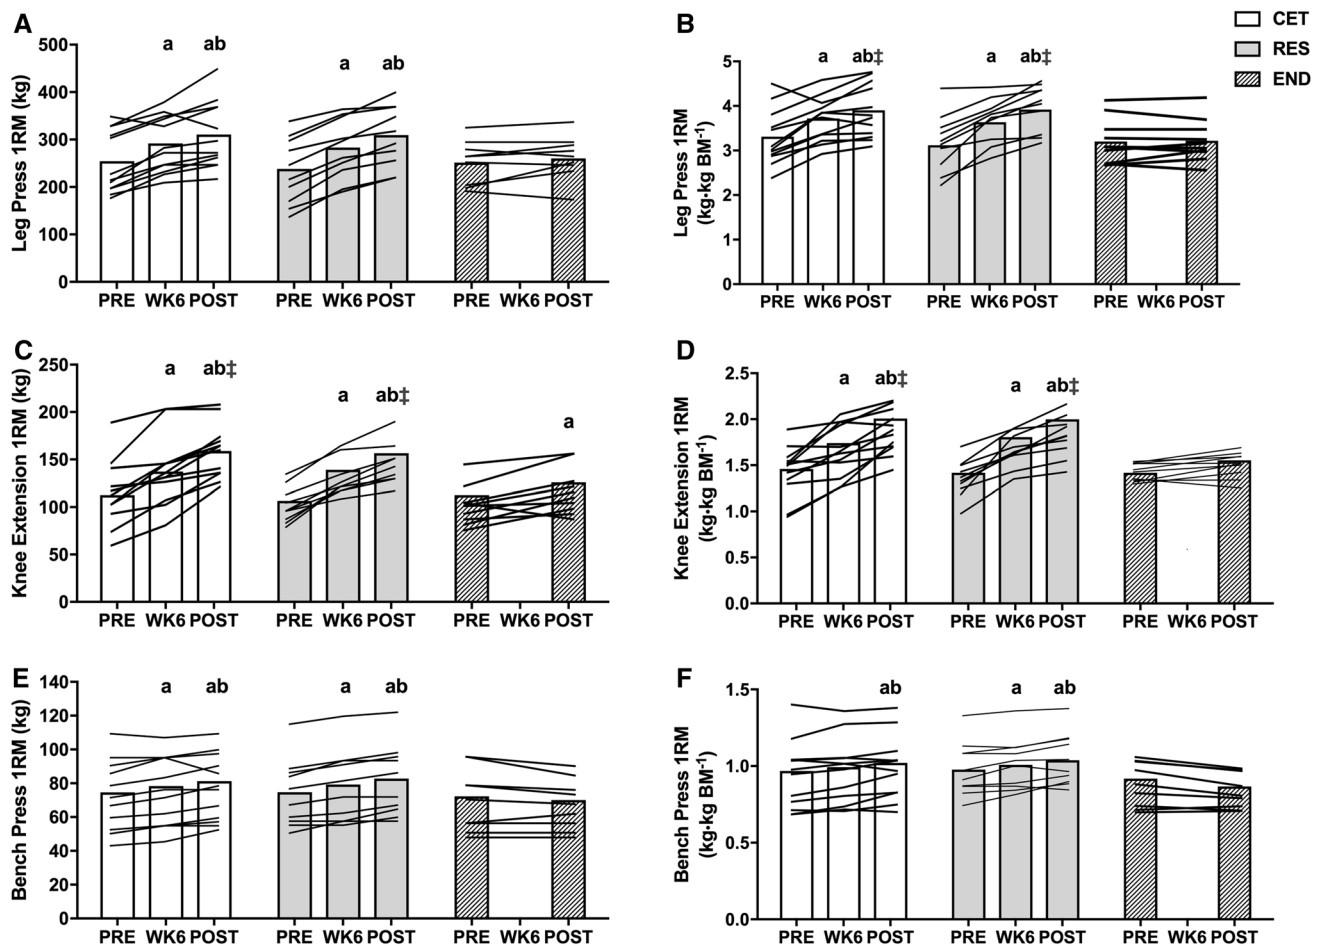 A
Leg Press 1RM (kg)
500
400
300
200
100
0
a ab a ab
PRE WK6 POST PRE WK6 POST PRE WK6 POST
B
Leg Press 1RM
(kg·kg BM⁻¹)
5
4
3
2
1
0
a ab‡ a ab‡
PRE WK6 POST PRE WK6 POST PRE WK6 POST
CET
RES
END
C
Knee Extension 1RM (kg)
250
200
150
100
50
0
a ab‡ a ab‡ a
PRE WK6 POST PRE WK6 POST PRE WK6 POST
D
Knee Extension 1RM
(kg·kg BM⁻¹)
2.5
2.0
1.5
1.0
0.5
0.0
a ab‡ a ab‡
PRE WK6 POST PRE WK6 POST PRE WK6 POST
E
Bench Press 1RM (kg)
140
120
100
80
60
40
20
0
a ab a ab
PRE WK6 POST PRE WK6 POST PRE WK6 POST
F
Bench Press 1RM
(kg·kg BM⁻¹)
1.5
1.0
0.5
0.0
ab a ab
PRE WK6 POST PRE WK6 POST PRE WK6 POST